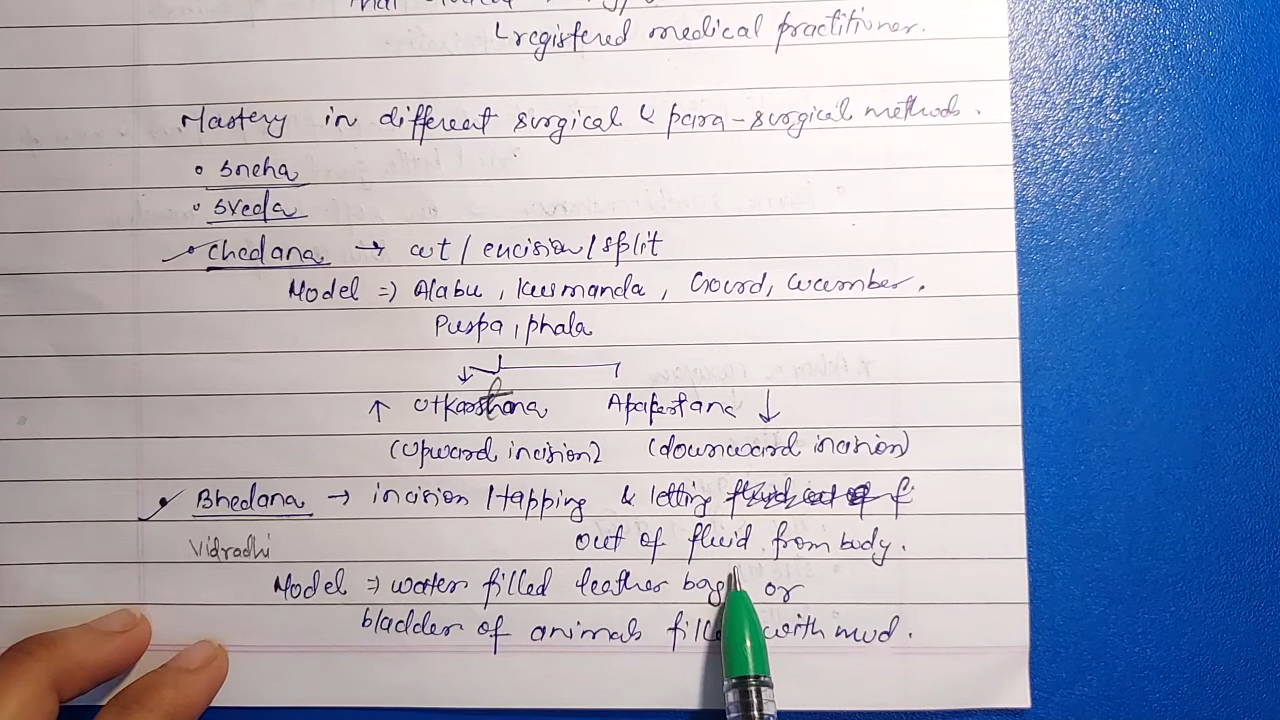 ↳registered medical practitioner.
Mastery in different surgical & para-surgical methods.
• Sneha
• Sveda
Chedana → cut / encision / split
Model => Alabu, Kusmanda, Gourd, Cucumber.
Puspa, phala
↑ Utkarshana Apakertana ↓
(upward incision) (downward incision)
Bhedana → incision / tapping & letting
Vidradhi out of fluid from body.
Model => water filled leather bag or
bladder of animals filled with mud.